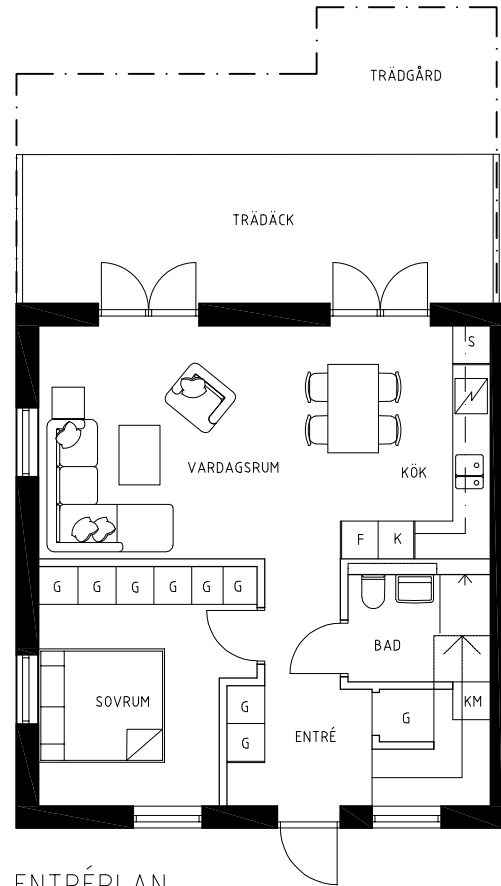 TRÄDGÅRD
TRÄDÄCK
S
VARDAGSRUM
KÖK
F K
G G G G G G
BAD
SOVRUM
G
KM
G
G
ENTRÉ
ENTRÉPLAN